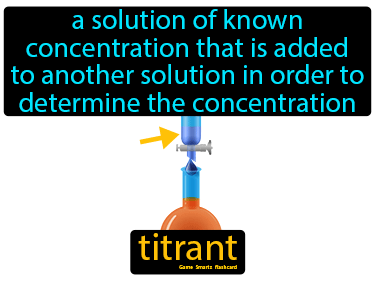 a solution of known
concentration that is added
to another solution in order to
determine the concentration
titrant
Game Smartz Flashcard